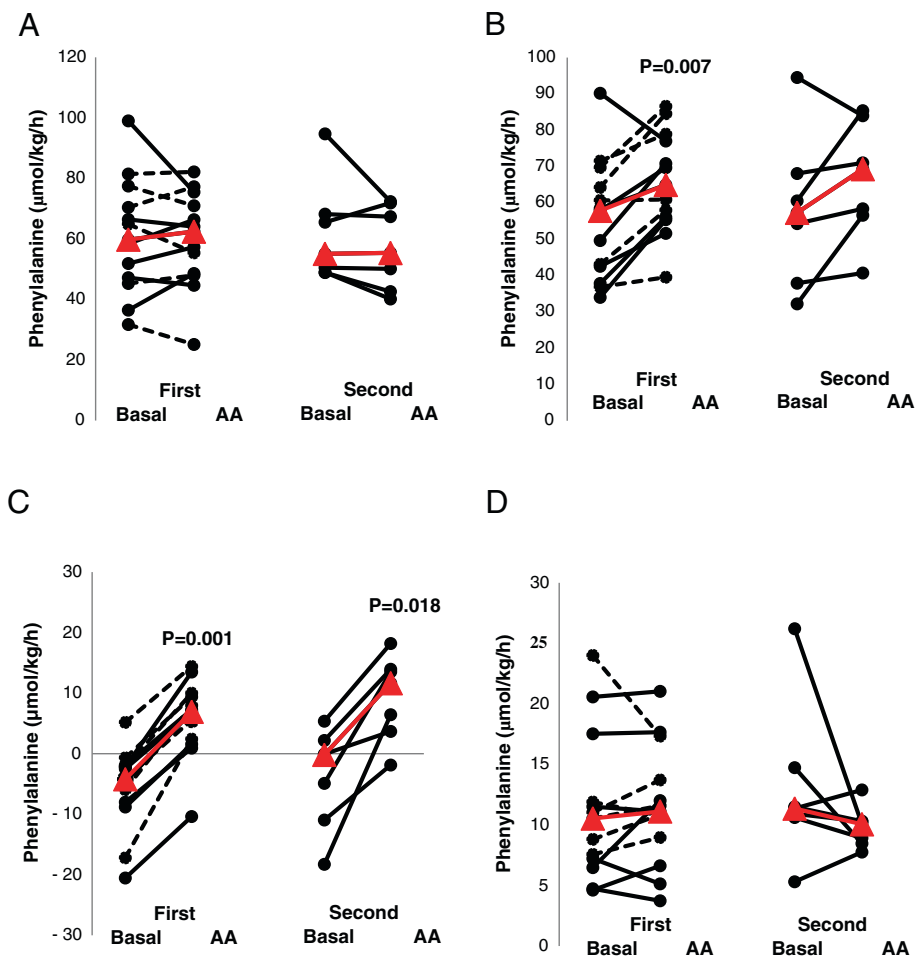 A
Phenylalanine (µmol/kg/h)
120
100
80
60
40
20
0
First
Second
Basal AA
Basal AA
B
Phenylalanine (µmol/kg/h)
100
90
80
70
60
50
40
30
20
10
0
P=0.007
First
Second
Basal AA
Basal AA
C
Phenylalanine (µmol/kg/h)
30
20
10
0
- 10
- 20
- 30
P=0.001
P=0.018
First
Second
Basal AA
Basal AA
D
Phenylalanine (µmol/kg/h)
30
25
20
15
10
5
0
First
Second
Basal AA
Basal AA